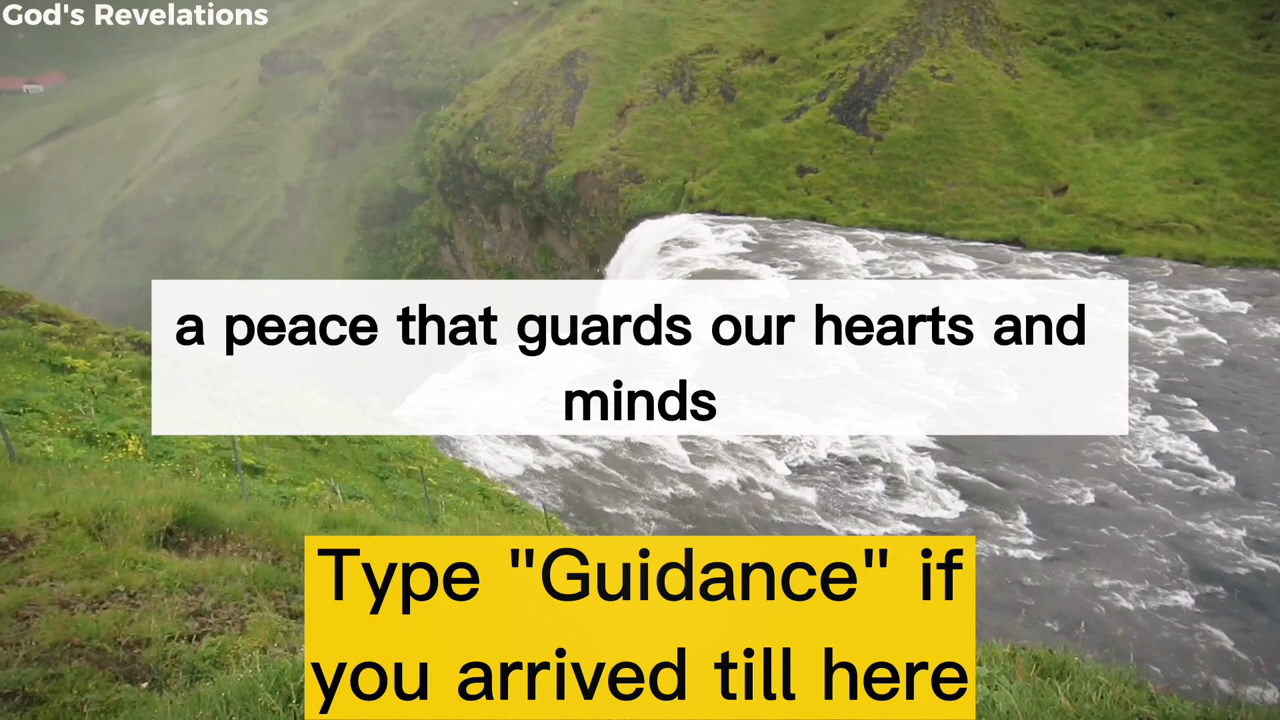 God's Revelations
a peace that guards our hearts and
minds
Type "Guidance" if
you arrived till here